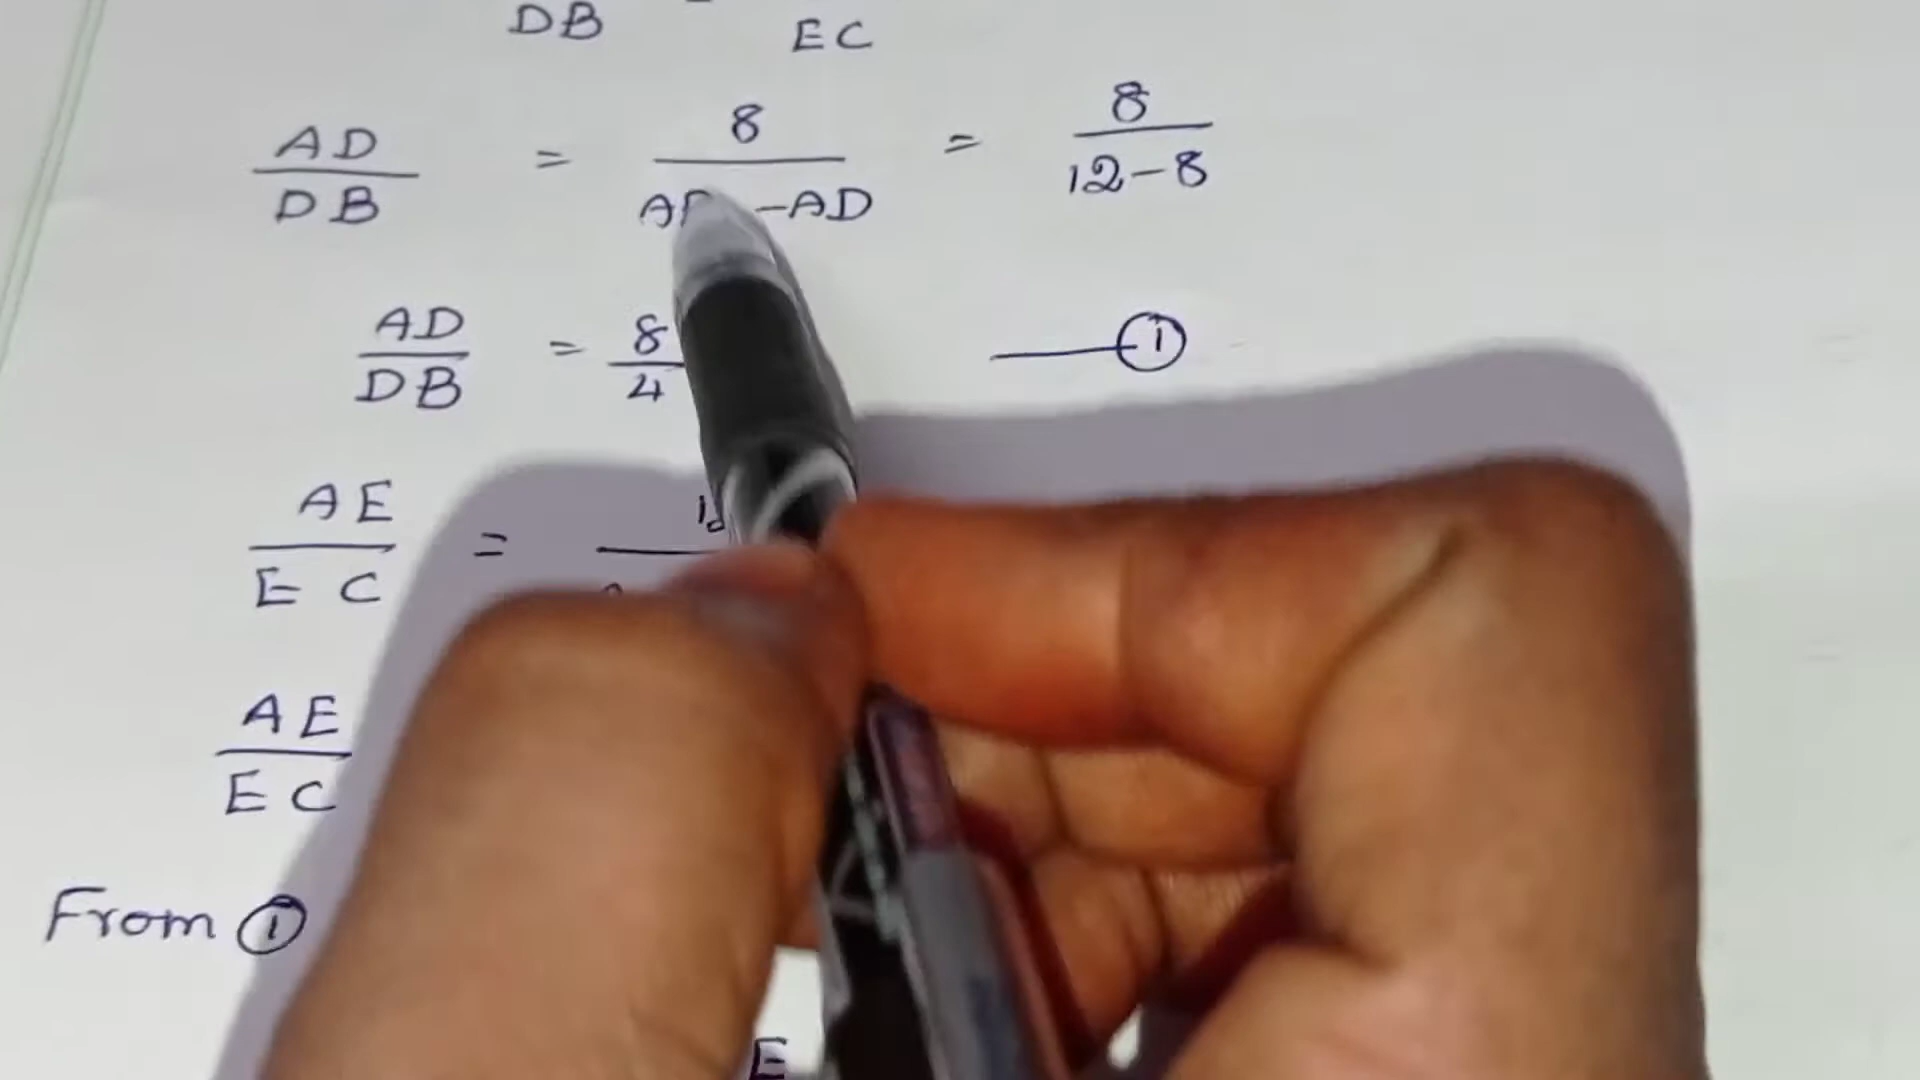 DB EC
AD/DB = 8/(A -AD) = 8/(12-8)
AD/DB = 8/4 —①
AE/EC =
AE/EC
From ①
E